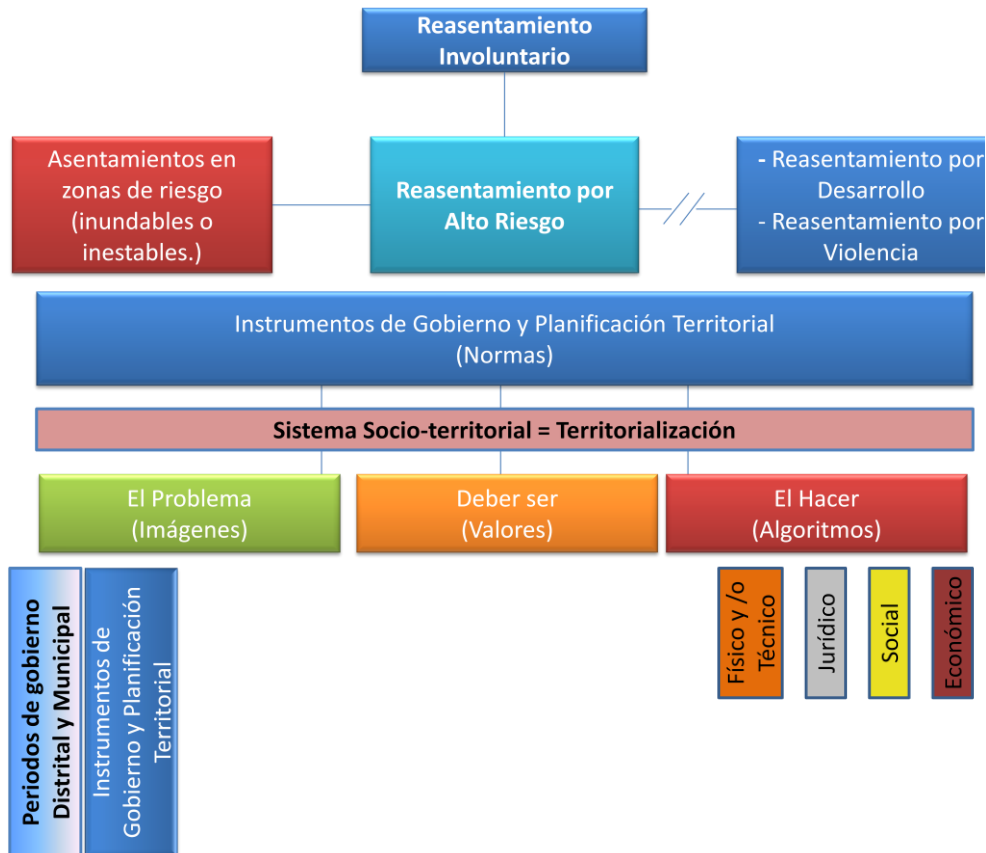 Reasentamiento
Involuntario
Asentamientos en
zonas de riesgo
(inundables o
inestables.)
Reasentamiento por
Alto Riesgo
- Reasentamiento por
Desarrollo
- Reasentamiento por
Violencia
Instrumentos de Gobierno y Planificación Territorial
(Normas)
Sistema Socio-territorial = Territorialización
El Problema
(Imágenes)
Deber ser
(Valores)
El Hacer
(Algoritmos)
Periodos de gobierno
Distrital y Municipal
Instrumentos de
Gobierno y Planificación
Territorial
Físico y /o
Técnico
Jurídico
Social
Económico